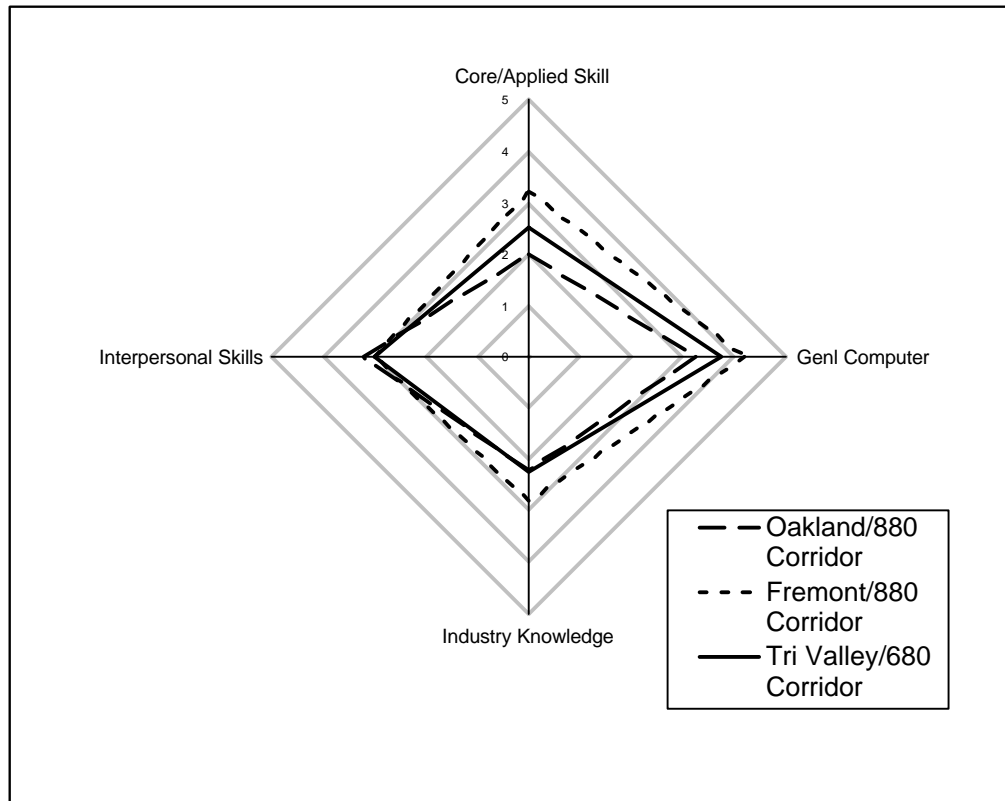 Core/Applied Skill
5
4
3
2
1
0
Interpersonal Skills
Genl Computer
Industry Knowledge
Oakland/880
Corridor
Fremont/880
Corridor
Tri Valley/680
Corridor